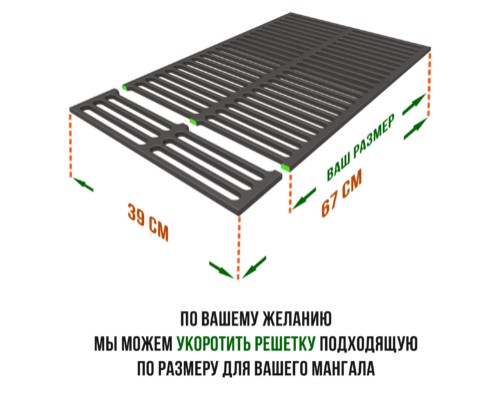 ВАШ РАЗМЕР
67 СМ
39 СМ
ПО ВАШЕМУ ЖЕЛАНИЮ
МЫ МОЖЕМ УКОРОТИТЬ РЕШЕТКУ ПОДХОДЯЩУЮ
ПО РАЗМЕРУ ДЛЯ ВАШЕГО МАНГАЛА